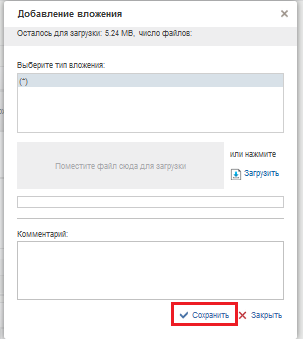 Добавление вложения
Осталось для загрузки: 5.24 MB, число файлов:
Выберите тип вложения:
(*)
Поместите файл сюда для загрузки
или нажмите
Загрузить
Комментарий:
Сохранить Закрыть